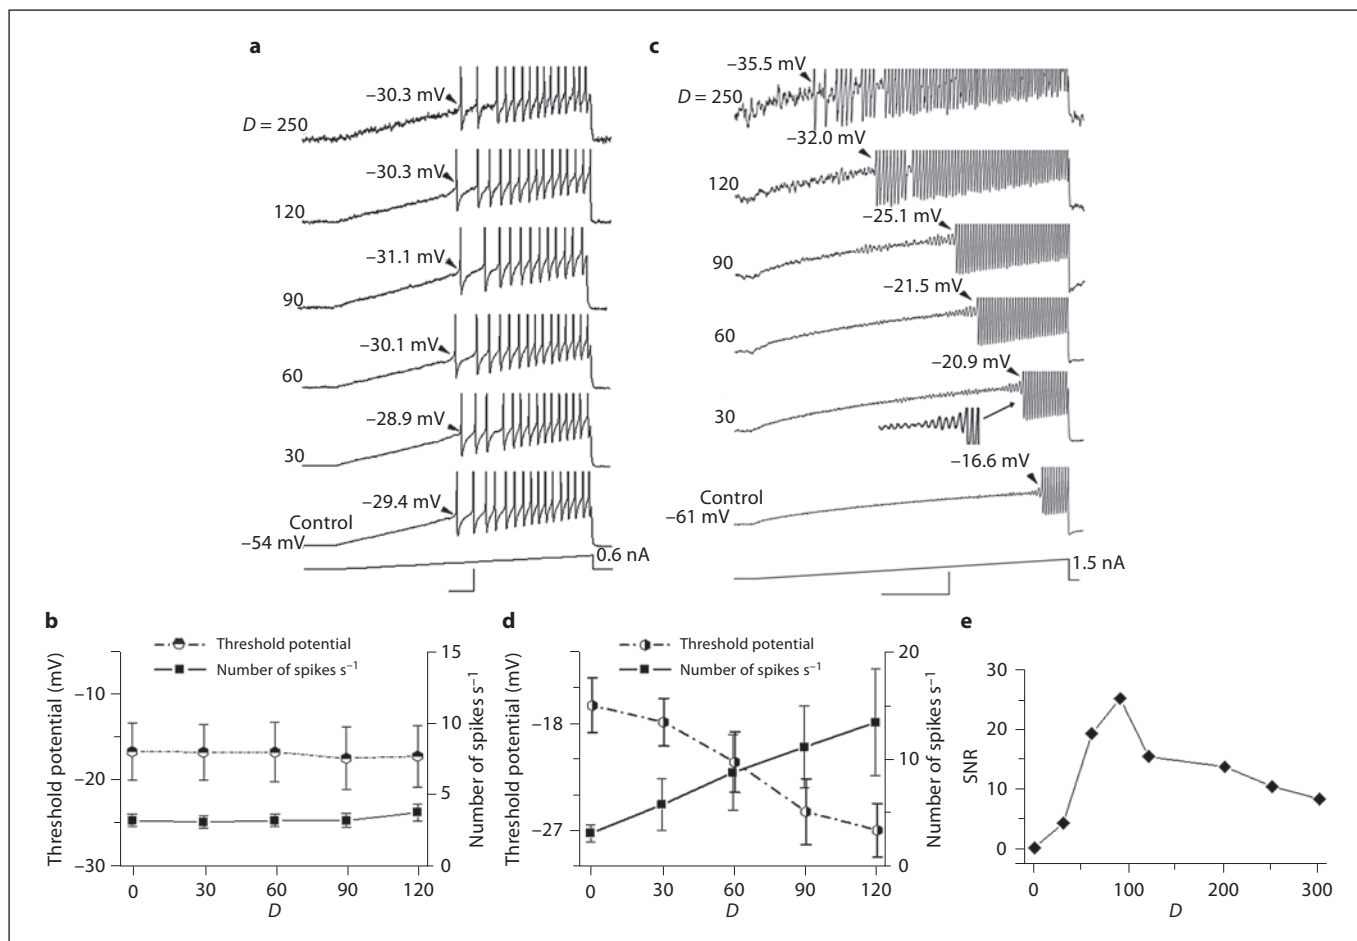 a
−30.3 mV
D = 250
−30.3 mV
120
−31.1 mV
90
−30.1 mV
60
−28.9 mV
30
−29.4 mV
Control
−54 mV
0.6 nA
c
−35.5 mV
D = 250
−32.0 mV
120
−25.1 mV
90
−21.5 mV
60
−20.9 mV
30
−16.6 mV
Control
−61 mV
1.5 nA
b
Threshold potential
Number of spikes s⁻¹
Threshold potential (mV)
−10
−20
−30
15
10
5
0
Number of spikes s⁻¹
0 30 60 90 120
D
d
Threshold potential
Number of spikes s⁻¹
Threshold potential (mV)
−18
−27
20
10
0
Number of spikes s⁻¹
0 30 60 90 120
D
e
SNR
30
20
10
0
0 100 200 300
D